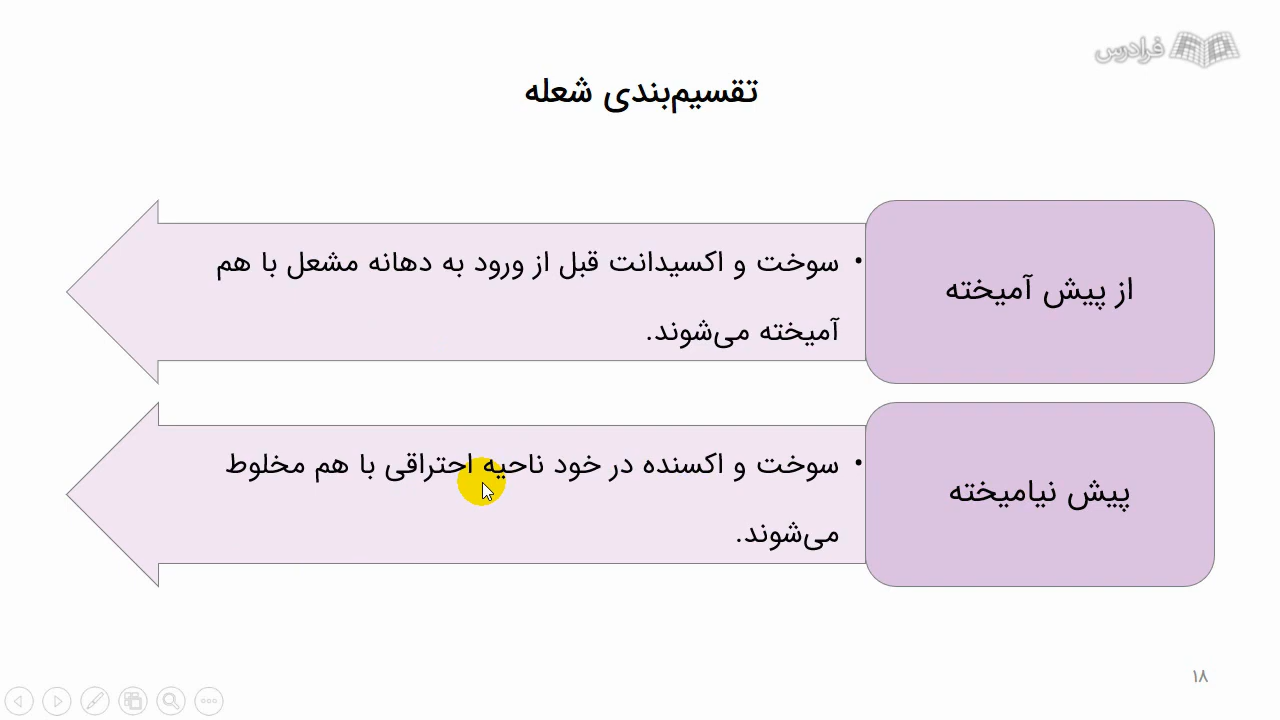 فرادرس
تقسیم‌بندی شعله
از پیش آمیخته
• سوخت و اکسیدانت قبل از ورود به دهانه مشعل با هم
آمیخته می‌شوند.
پیش نیامیخته
• سوخت و اکسنده در خود ناحیه احتراقی با هم مخلوط
می‌شوند.
۱۸